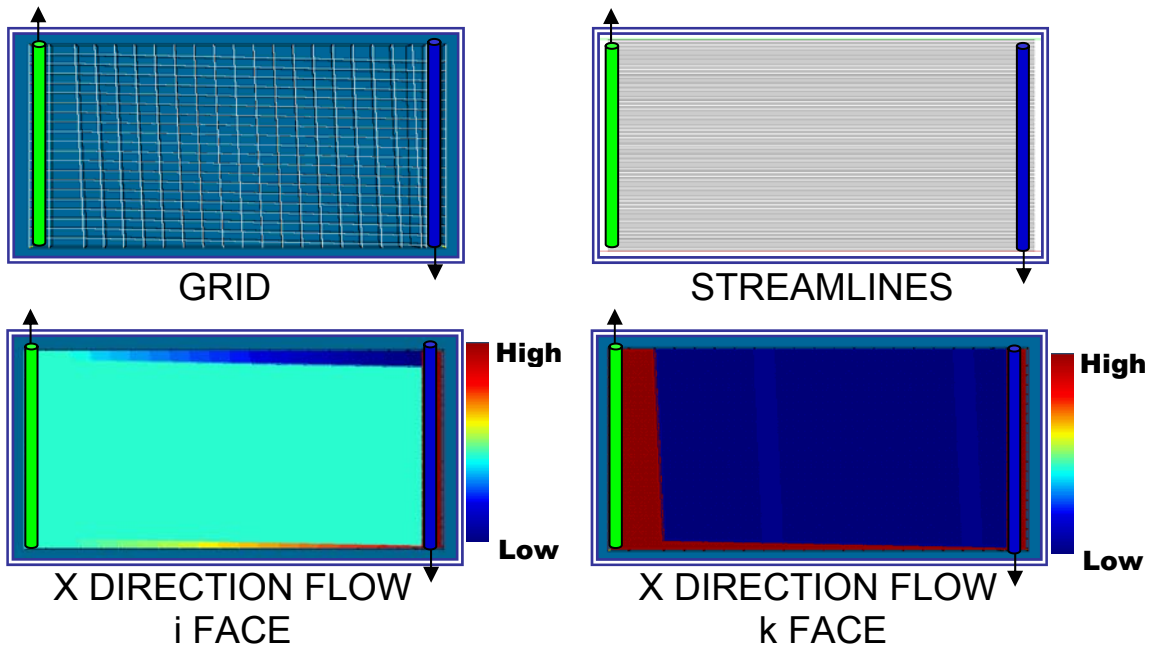 GRID
STREAMLINES
High
Low
X DIRECTION FLOW
i FACE
High
Low
X DIRECTION FLOW
k FACE